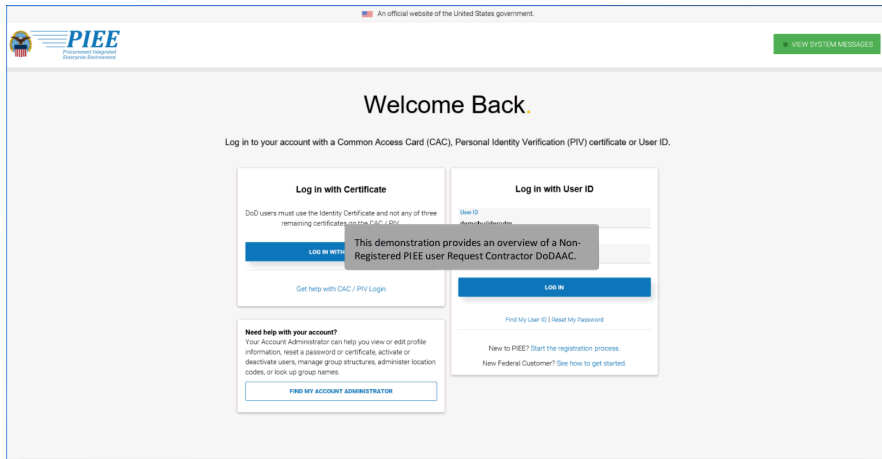 An official website of the United States government.
PIEE
Procurement Integrated
Enterprise Environment
VIEW SYSTEM MESSAGES
Welcome Back.
Log in to your account with a Common Access Card (CAC), Personal Identity Verification (PIV) certificate or User ID.
Log in with Certificate
DoD users must use the Identity Certificate and not any of three
remaining certificates on the CAC / PIV
LOG IN WITH
Get help with CAC / PIV Login
Need help with your account?
Your Account Administrator can help you view or edit profile
information, reset a password or certificate, activate or
deactivate users, manage group structures, administer location
codes, or look up group names.
FIND MY ACCOUNT ADMINISTRATOR
Log in with User ID
User ID
This demonstration provides an overview of a Non-
Registered PIEE user Request Contractor DoDAAC.
LOG IN
Find My User ID | Reset My Password
New to PIEE? Start the registration process.
New Federal Customer? See how to get started.